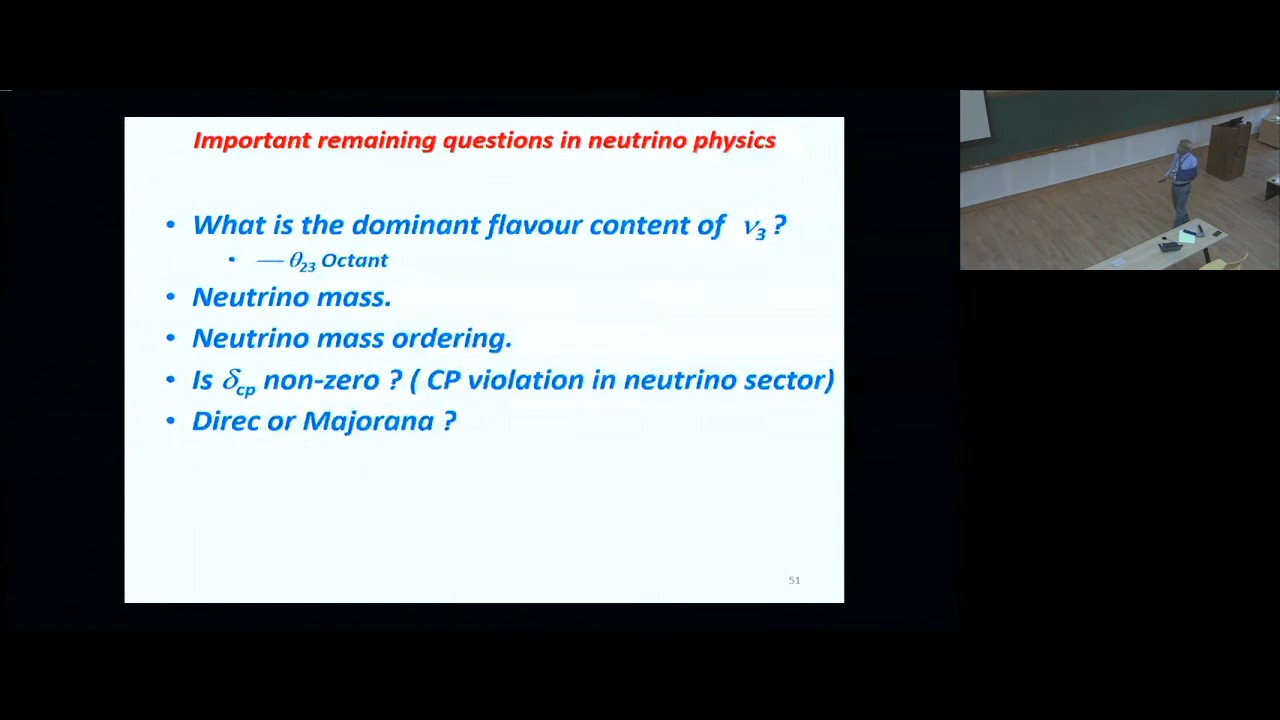 Important remaining questions in neutrino physics
• What is the dominant flavour content of ν₃ ?
• — θ₂₃ Octant
• Neutrino mass.
• Neutrino mass ordering.
• Is δcp non-zero ? ( CP violation in neutrino sector)
• Direc or Majorana ?
51